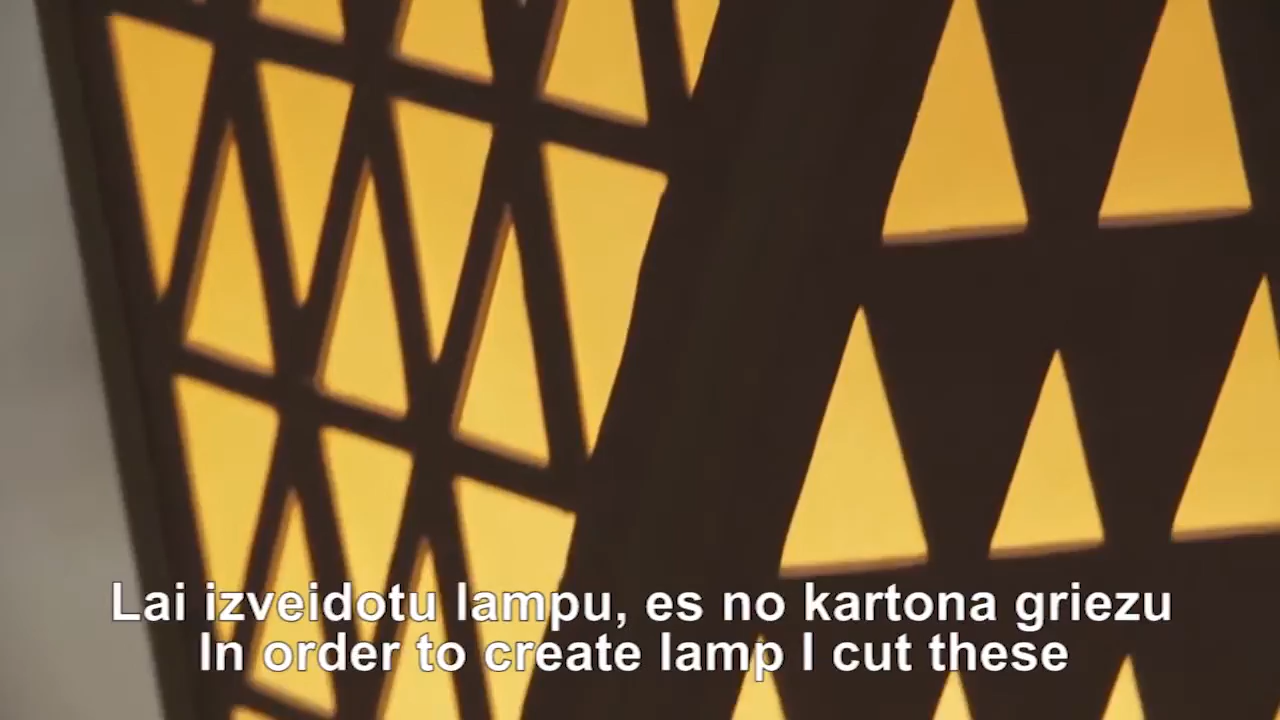 Lai izveidotu lampu, es no kartona griezu
In order to create lamp I cut these